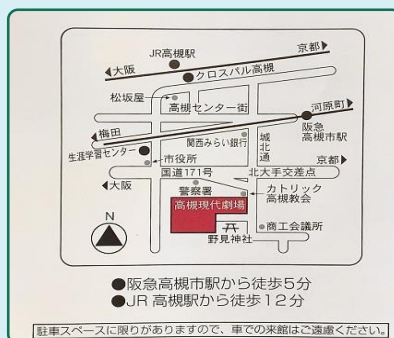 JR高槻駅
京都▶
◀大阪
クロスパル高槻
松坂屋
高槻センター街
河原町▶
◀梅田
関西みらい銀行
城北通
阪急
高槻市駅
生涯学習センター
市役所
国道171号
北大手交差点
京都▶
◀大阪
警察署
カトリック
高槻教会
高槻現代劇場
N
野見神社
商工会議所
●阪急高槻市駅から徒歩5分
●JR 高槻駅から徒歩12分
駐車スペースに限りがありますので、車での来館はご遠慮ください。